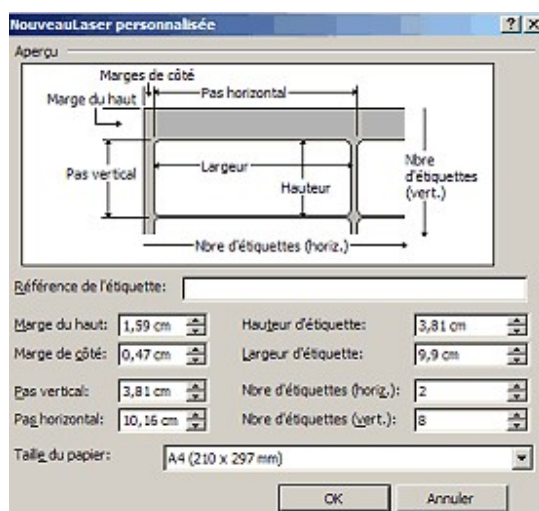 NouveauLaser personnalisée
Aperçu
Marges de côté
Marge du haut
Pas horizontal
Pas vertical
Largeur
Hauteur
Nbre
d'étiquettes
(vert.)
Nbre d'étiquettes (horiz.)
Référence de l'étiquette:
Marge du haut: 1,59 cm Hauteur d'étiquette: 3,81 cm
Marge de côté: 0,47 cm Largeur d'étiquette: 9,9 cm
Pas vertical: 3,81 cm Nbre d'étiquettes (horiz.): 2
Pas horizontal: 10,16 cm Nbre d'étiquettes (vert.): 8
Taille du papier: A4 (210 x 297 mm)
OK Annuler